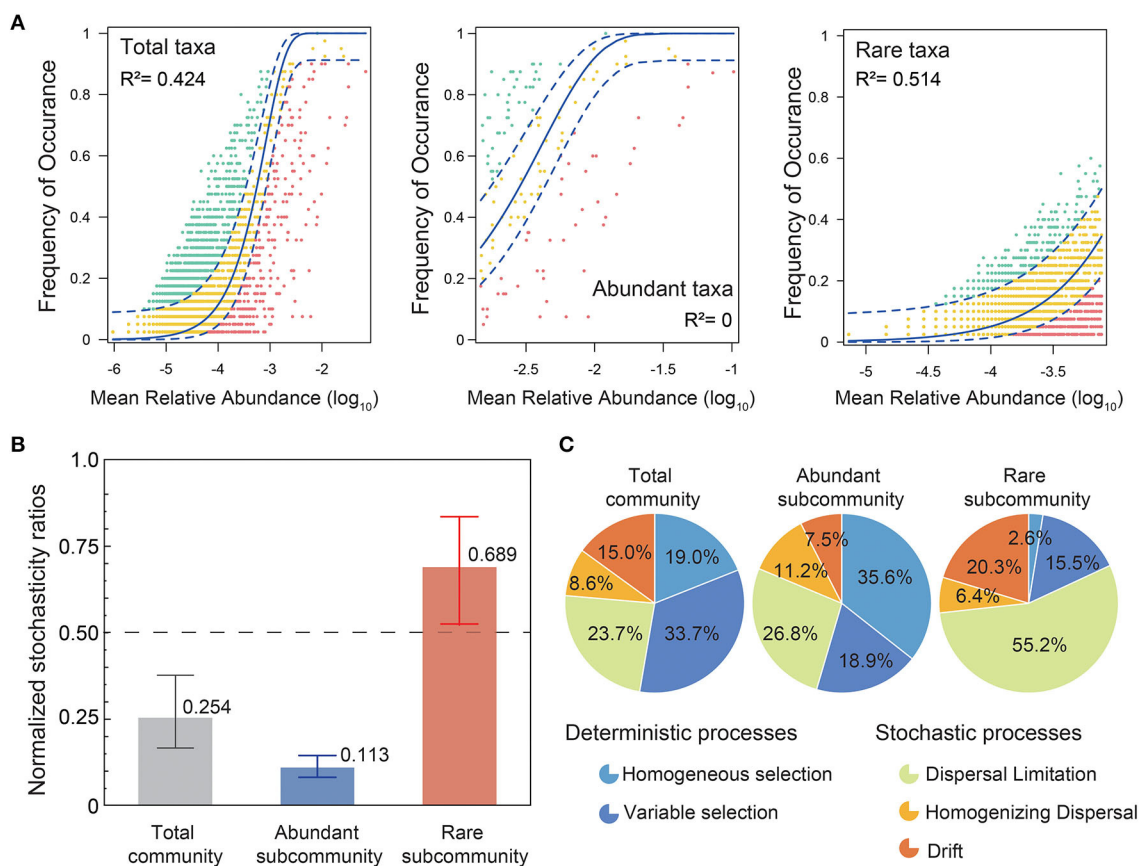 A
Total taxa
R²= 0.424
Frequency of Occurance
1
0.8
0.6
0.4
0.2
0
-6 -5 -4 -3 -2
Mean Relative Abundance (log10)
Frequency of Occurance
1
0.8
0.6
0.4
0.2
0
Abundant taxa
R²= 0
-2.5 -2 -1.5 -1
Mean Relative Abundance (log10)
Rare taxa
R²= 0.514
Frequency of Occurance
1
0.8
0.6
0.4
0.2
0
-5 -4.5 -4 -3.5
Mean Relative Abundance (log10)
B
Normalized stochasticity ratios
1.0
0.75
0.50
0.25
0
0.254
0.113
0.689
Total
community
Abundant
subcommunity
Rare
subcommunity
C
Total
community
15.0%
19.0%
8.6%
23.7%
33.7%
Abundant
subcommunity
7.5%
11.2%
35.6%
26.8%
18.9%
Rare
subcommunity
2.6%
20.3%
15.5%
6.4%
55.2%
Deterministic processes
Homogeneous selection
Variable selection
Stochastic processes
Dispersal Limitation
Homogenizing Dispersal
Drift